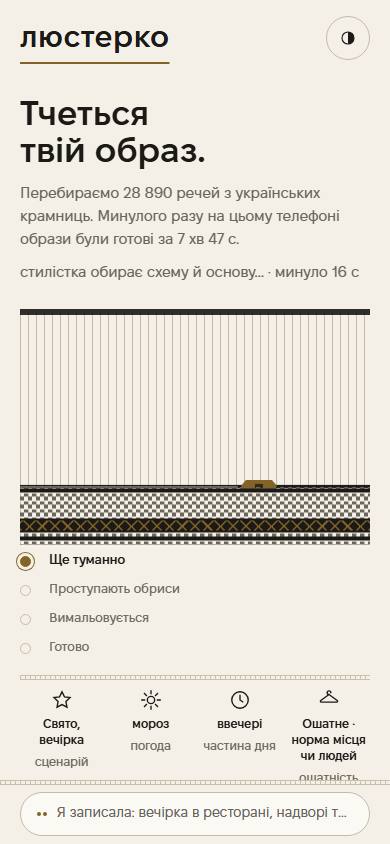 люстерко
Тчеться
твій образ.
Перебираємо 28 890 речей з українських
крамниць. Минулого разу на цьому телефоні
образи були готові за 7 хв 47 с.
стилістка обирає схему й основу... · минуло 16 с
Ще туманно
Проступають обриси
Вимальовується
Готово
Свято,
вечірка
сценарій
мороз
погода
ввечері
частина дня
Ошатне ·
норма місця
чи людей
ошатність
Я записала: вечірка в ресторані, надворі т...